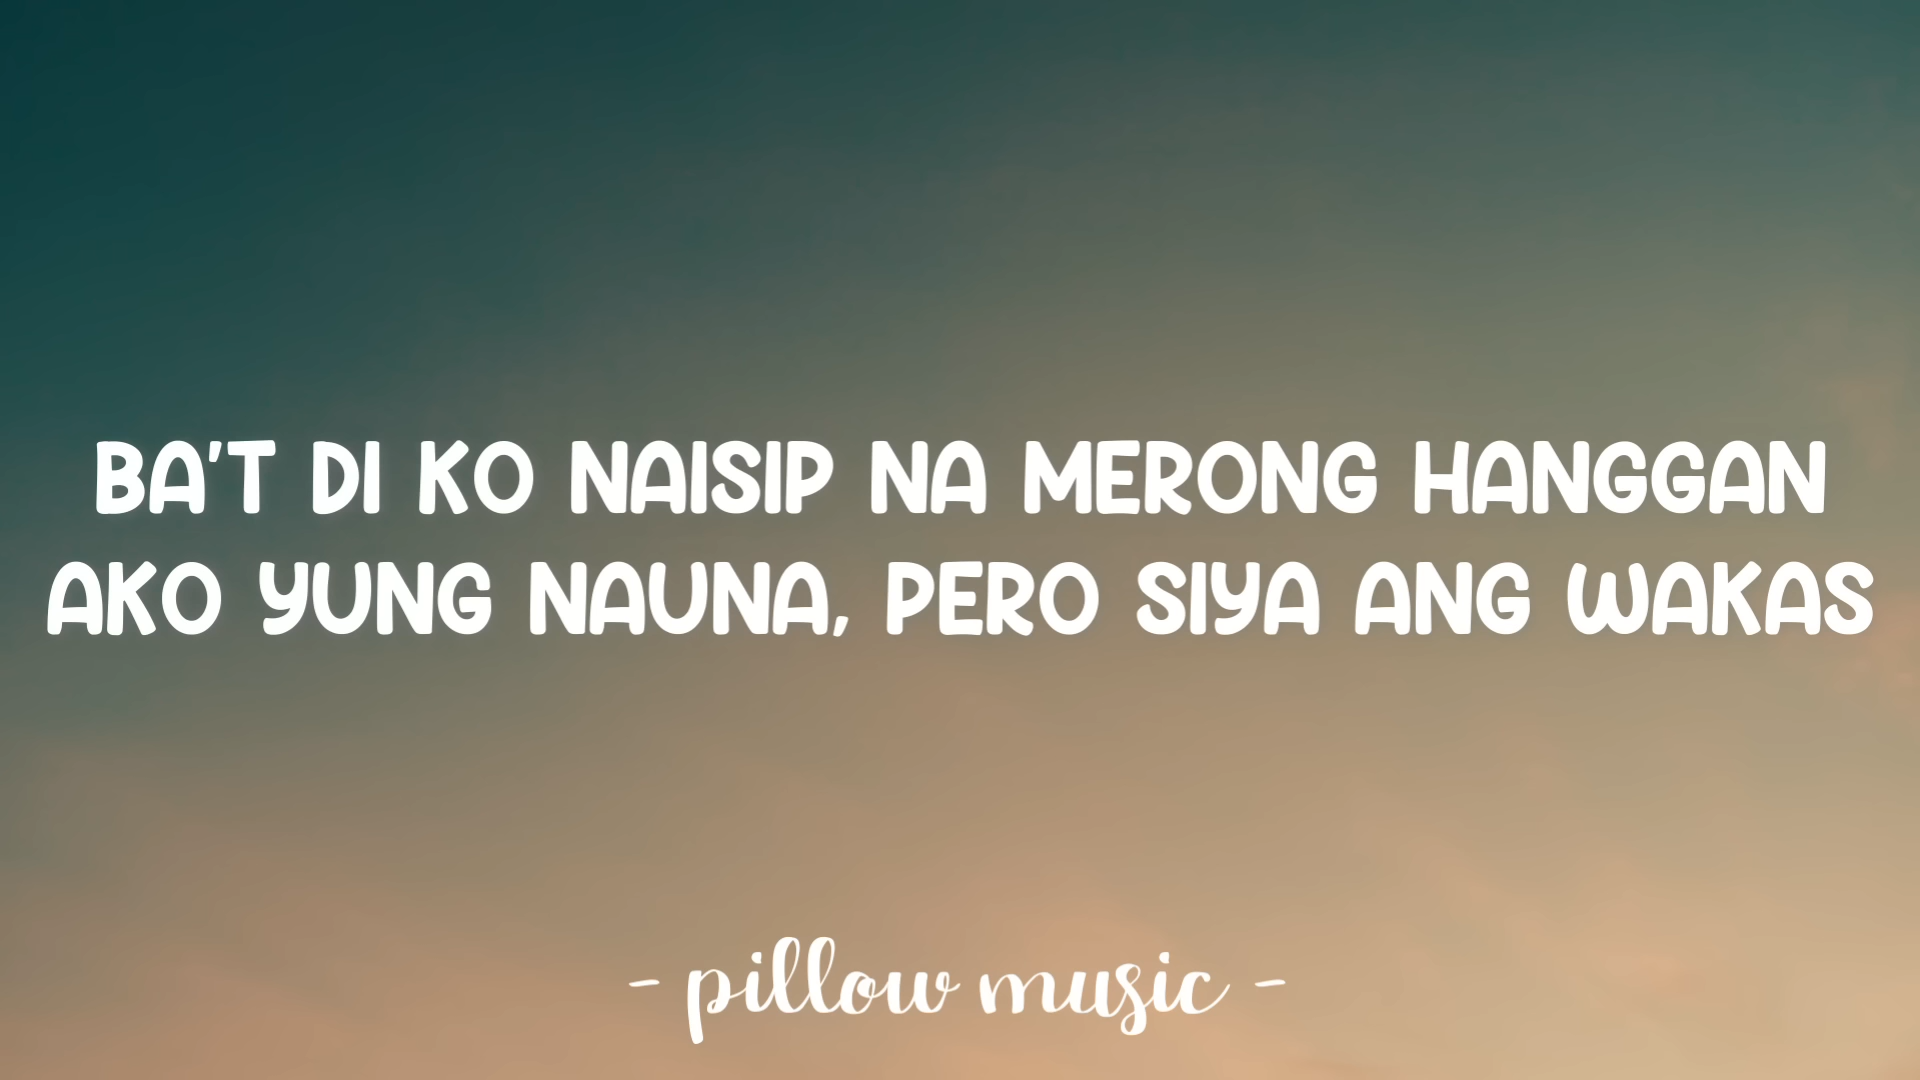 BA'T DI KO NAISIP NA MERONG HANGGAN
AKO YUNG NAUNA, PERO SIYA ANG WAKAS
- pillow music -